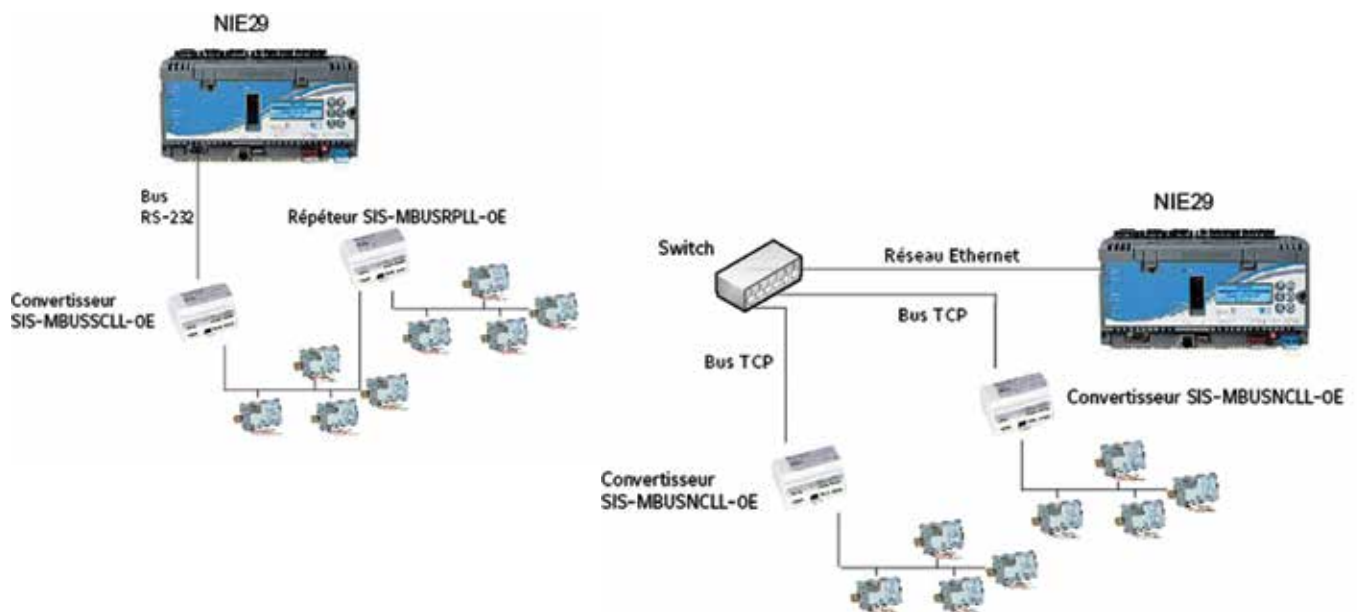 NIE29
Bus
RS-232
Répéteur SIS-MBUSRPLL-0E
Convertisseur
SIS-MBUSSCLL-0E
NIE29
Switch
Réseau Ethernet
Bus TCP
Bus TCP
Convertisseur SIS-MBUSNCLL-0E
Convertisseur
SIS-MBUSNCLL-0E